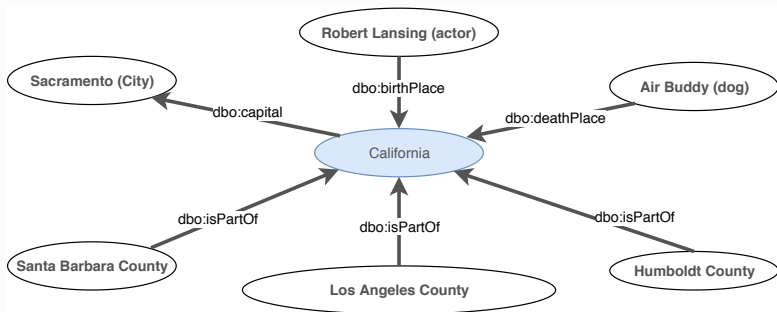 Robert Lansing (actor)
Sacramento (City)
dbo:birthPlace
Air Buddy (dog)
dbo:capital
dbo:deathPlace
California
dbo:isPartOf
dbo:isPartOf
dbo:isPartOf
Santa Barbara County
Los Angeles County
Humboldt County